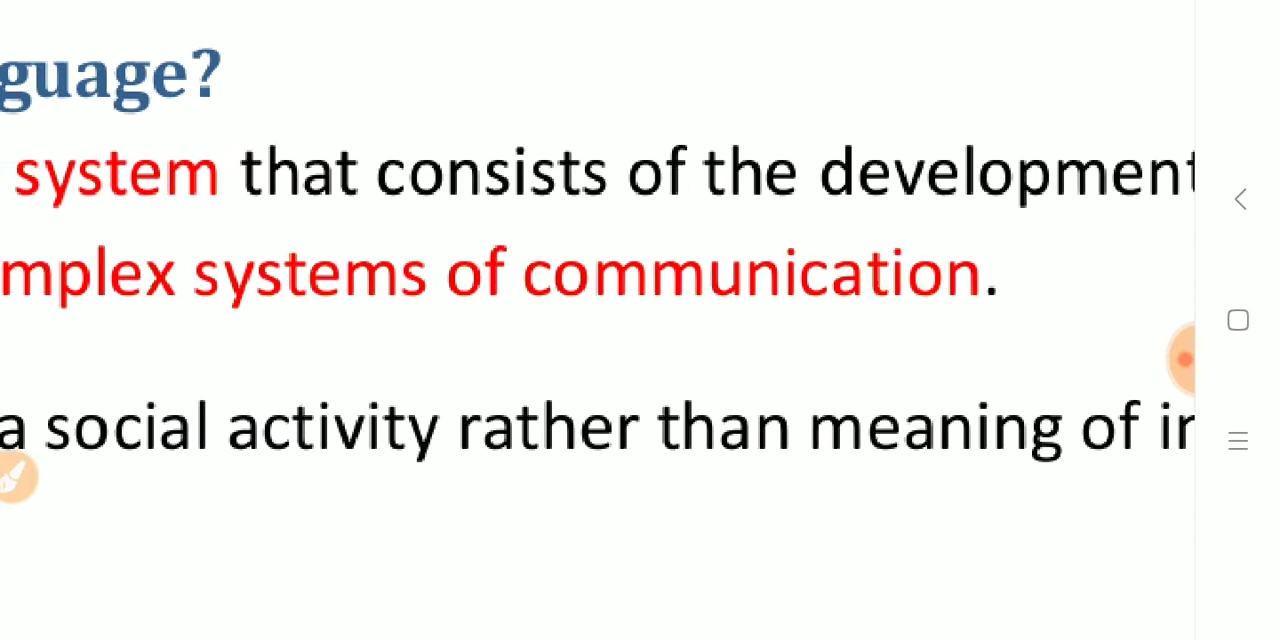 guage?
system that consists of the development
mplex systems of communication.
a social activity rather than meaning of